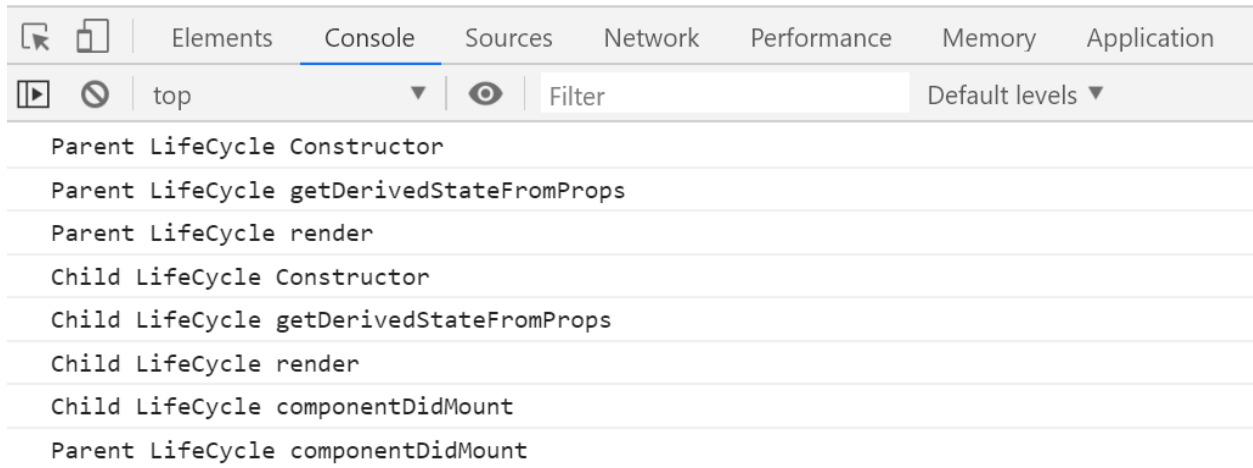 Elements Console Sources Network Performance Memory Application
top Filter Default levels
Parent LifeCycle Constructor
Parent LifeCycle getDerivedStateFromProps
Parent LifeCycle render
Child LifeCycle Constructor
Child LifeCycle getDerivedStateFromProps
Child LifeCycle render
Child LifeCycle componentDidMount
Parent LifeCycle componentDidMount